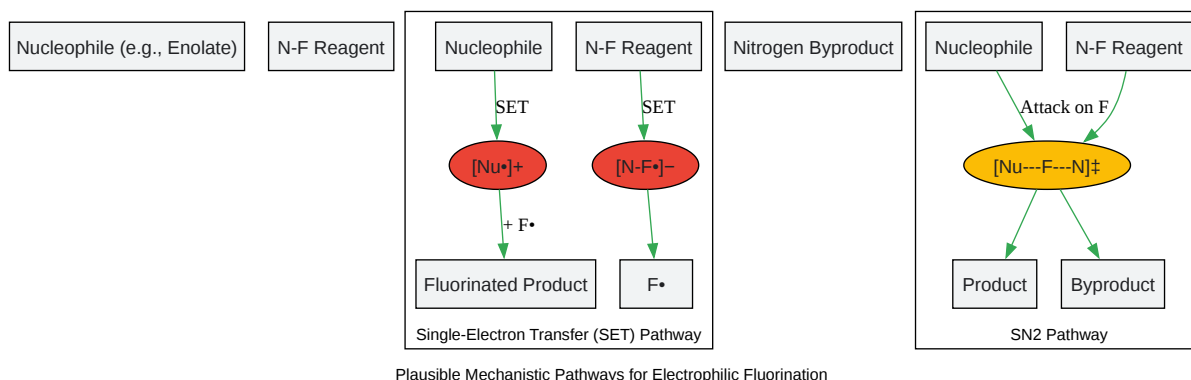 Nucleophile (e.g., Enolate)
N-F Reagent
Nucleophile
N-F Reagent
Nitrogen Byproduct
Nucleophile
N-F Reagent
SET
SET
Attack on F
[Nu•]+
[N-F•]−
[Nu---F---N]‡
+ F•
Fluorinated Product
F•
Product
Byproduct
Single-Electron Transfer (SET) Pathway
SN2 Pathway
Plausible Mechanistic Pathways for Electrophilic Fluorination